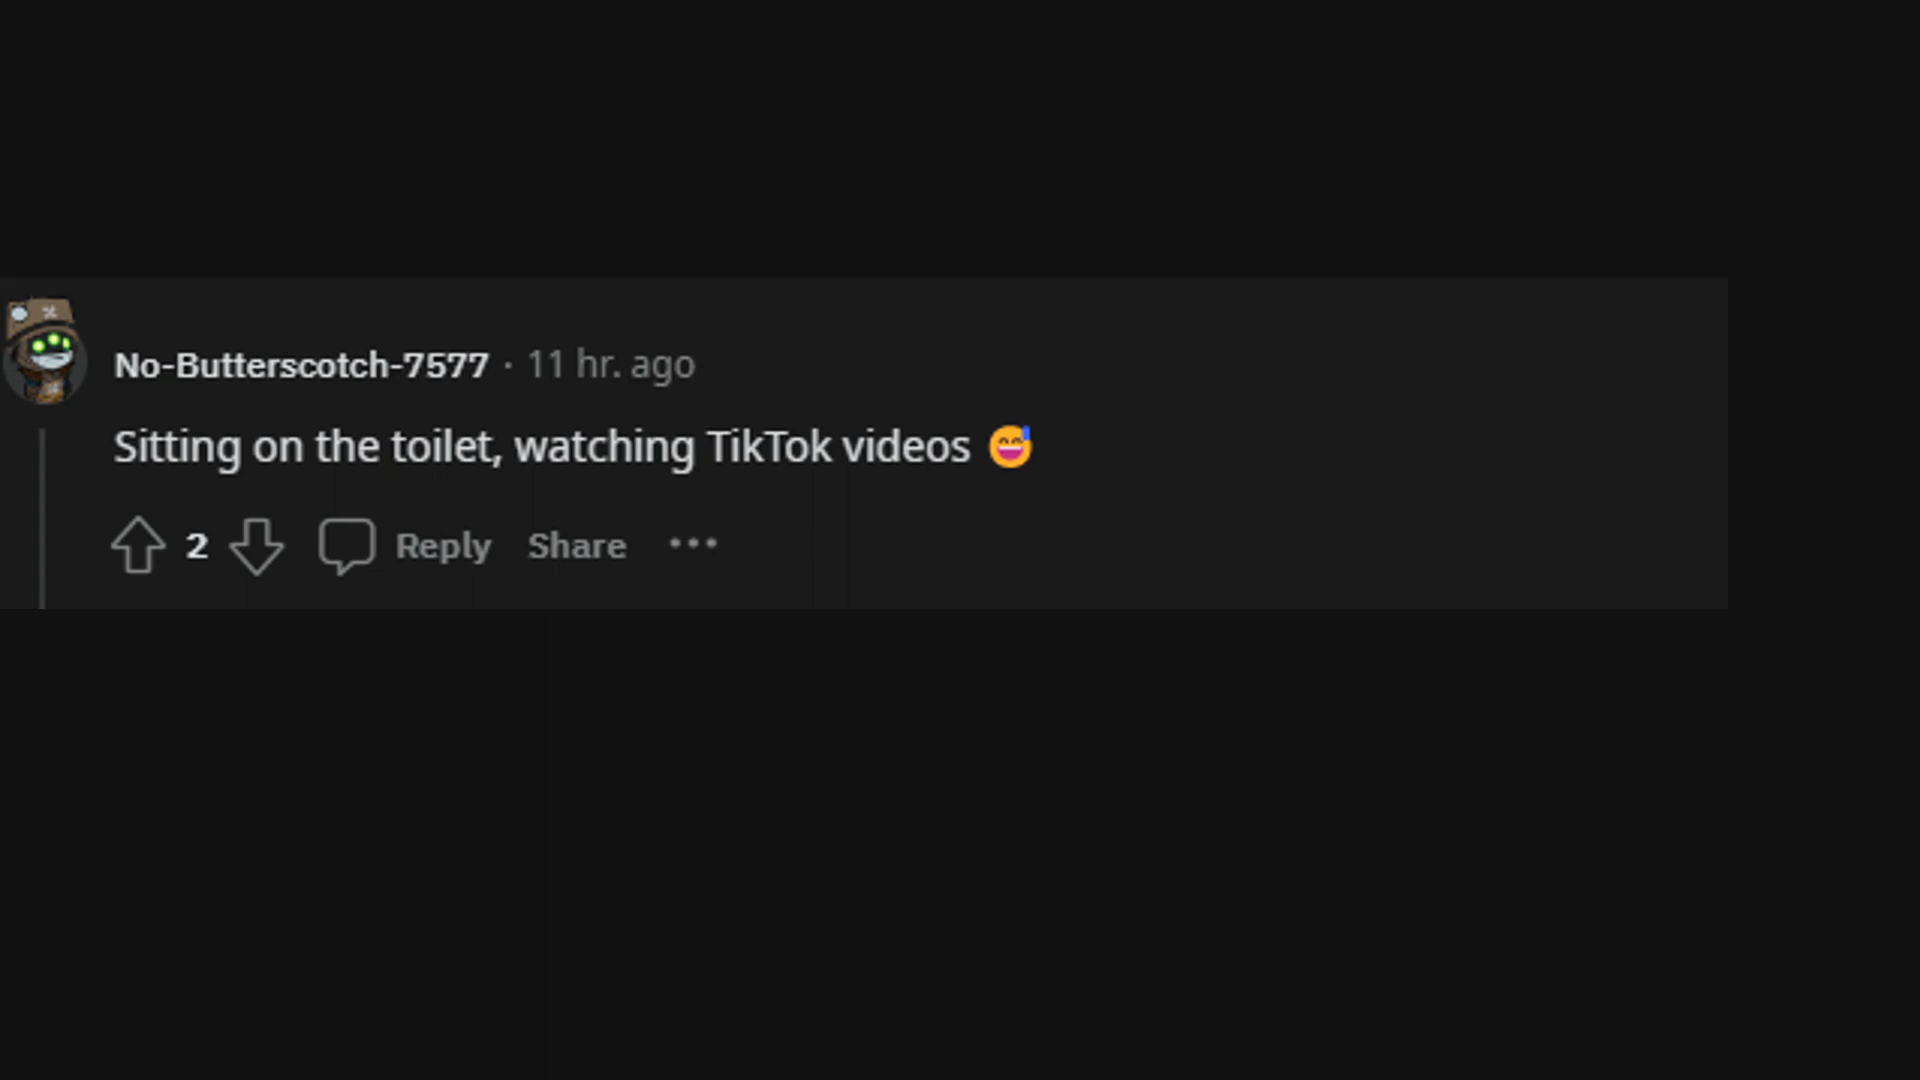 No-Butterscotch-7577 · 11 hr. ago
Sitting on the toilet, watching TikTok videos 😅
2 Reply Share ···